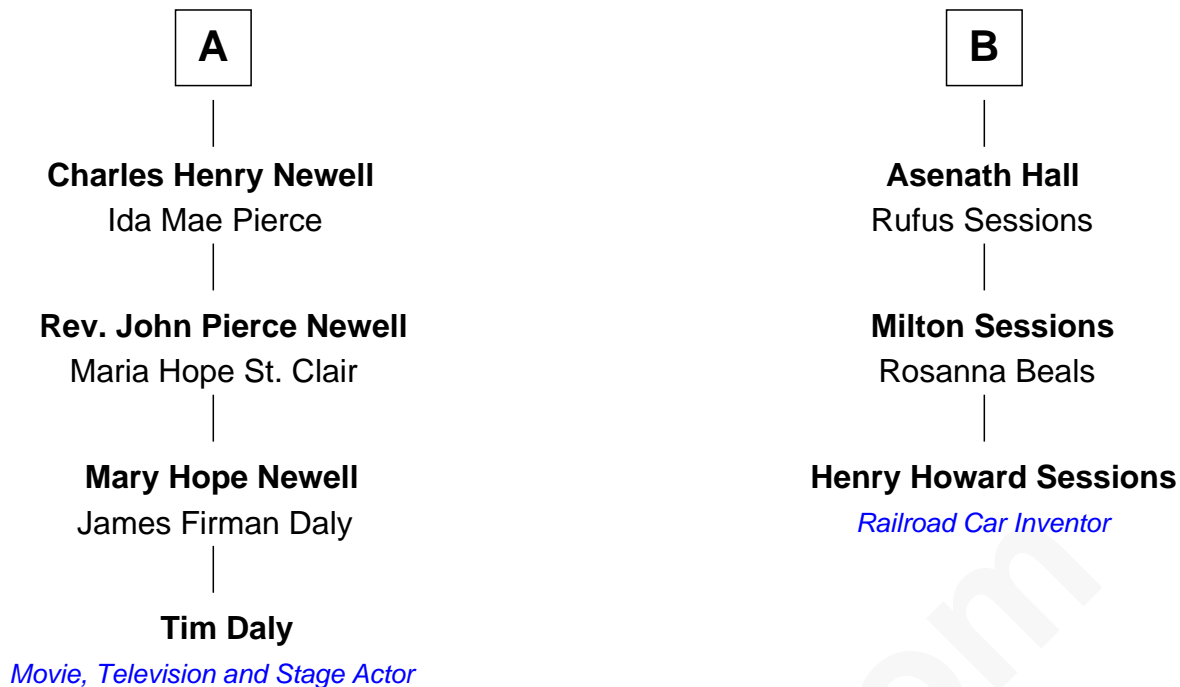 A
Charles Henry Newell
Ida Mae Pierce
Rev. John Pierce Newell
Maria Hope St. Clair
Mary Hope Newell
James Firman Daly
Tim Daly
Movie, Television and Stage Actor
B
Asenath Hall
Rufus Sessions
Milton Sessions
Rosanna Beals
Henry Howard Sessions
Railroad Car Inventor
om